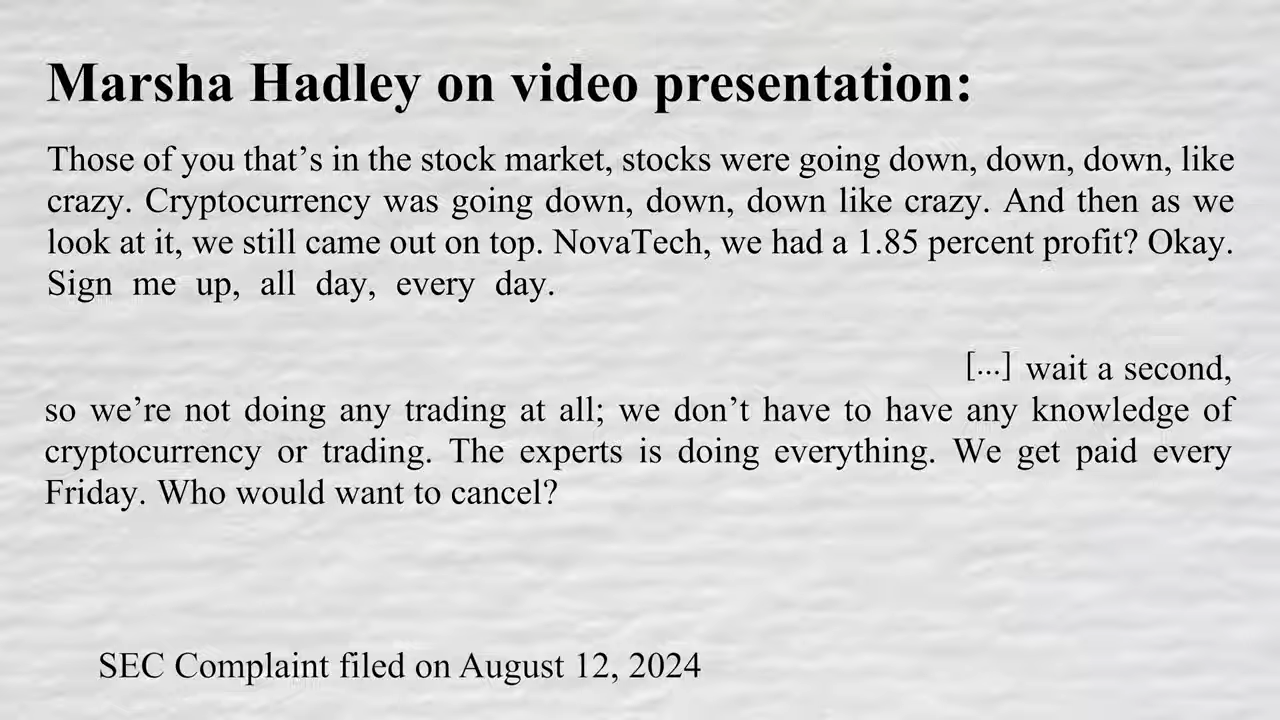 Marsha Hadley on video presentation:
Those of you that’s in the stock market, stocks were going down, down, down, like
crazy. Cryptocurrency was going down, down, down like crazy. And then as we
look at it, we still came out on top. NovaTech, we had a 1.85 percent profit? Okay.
Sign me up, all day, every day.
[...] wait a second,
so we’re not doing any trading at all; we don’t have to have any knowledge of
cryptocurrency or trading. The experts is doing everything. We get paid every
Friday. Who would want to cancel?
SEC Complaint filed on August 12, 2024